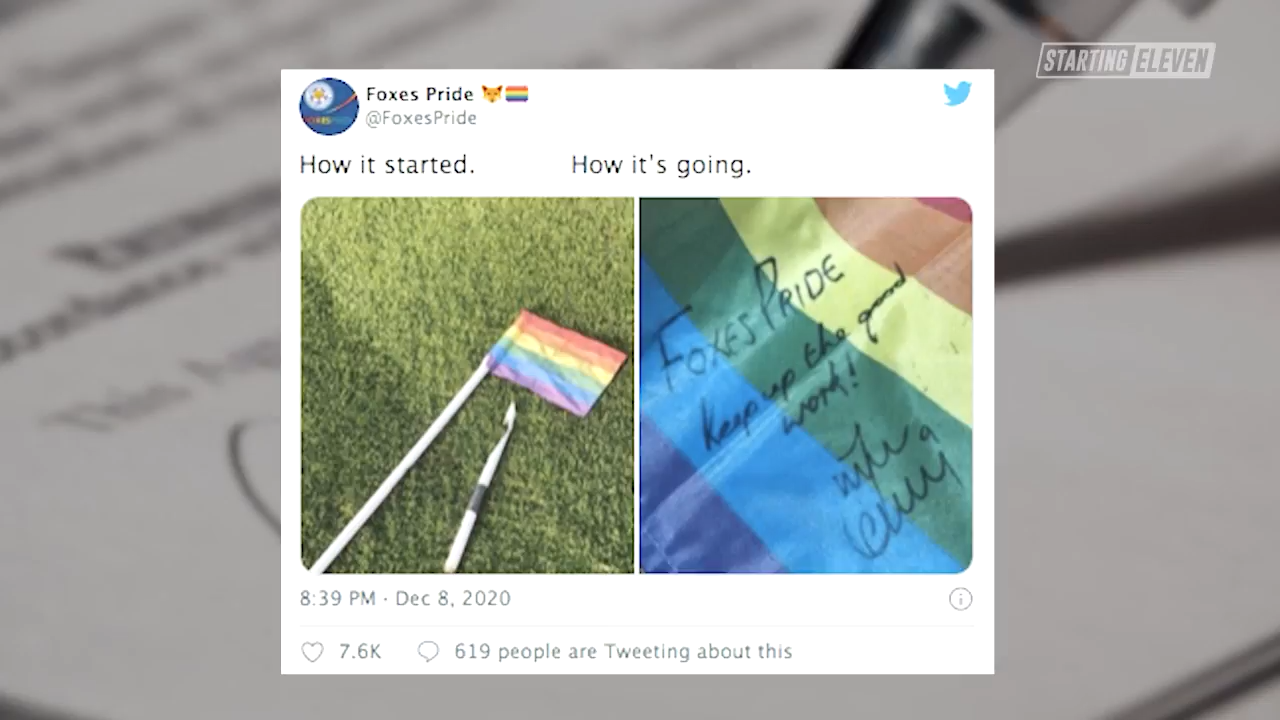 STARTING ELEVEN
Foxes Pride 🦊🏳️‍🌈
@FoxesPride
How it started. How it's going.
FOXES PRIDE
Keep up the good
work!
8:39 PM · Dec 8, 2020
7.6K 619 people are Tweeting about this